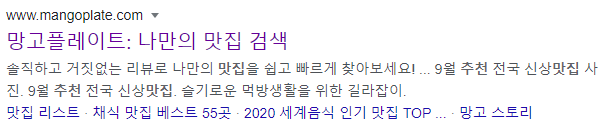 www.mangoplate.com
망고플레이트: 나만의 맛집 검색
솔직하고 거짓없는 리뷰로 나만의 맛집을 쉽고 빠르게 찾아보세요! ... 9월 추천 전국 신상맛집 사
진. 9월 추천 전국 신상맛집. 슬기로운 먹방생활을 위한 길라잡이.
맛집 리스트 · 채식 맛집 베스트 55곳 · 2020 세계음식 인기 맛집 TOP ... · 망고 스토리